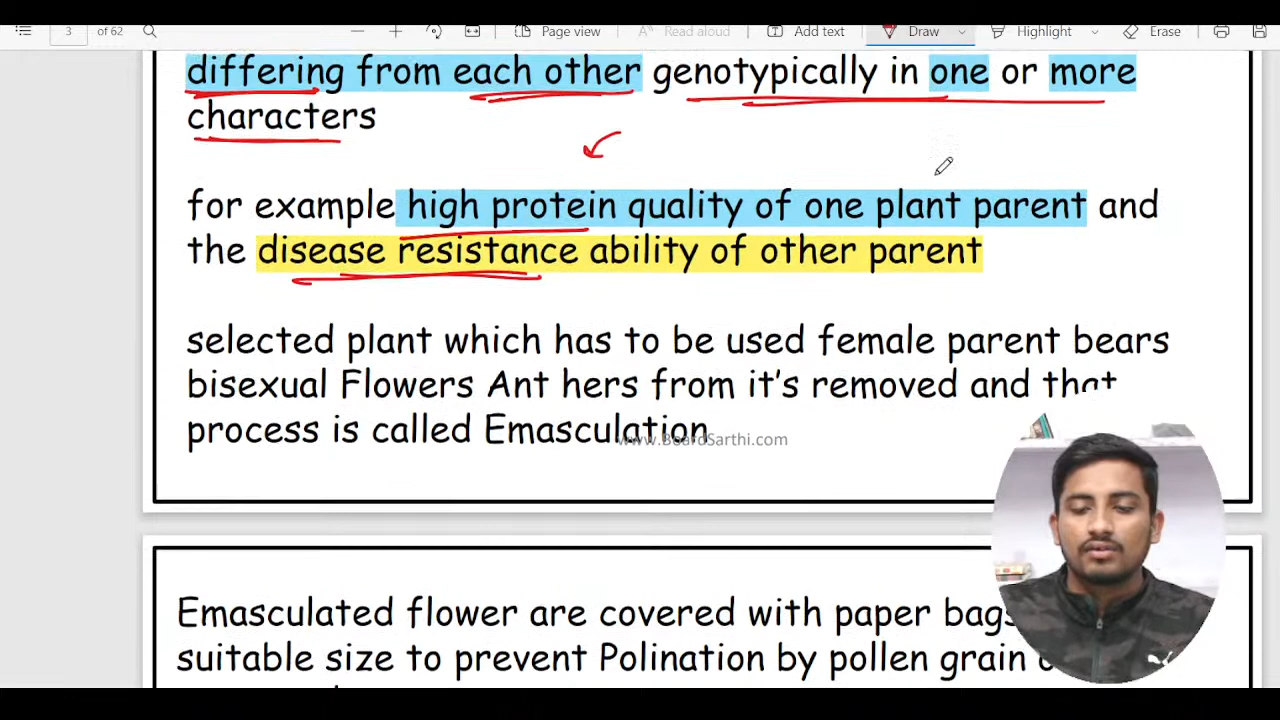 3 of 62 Page view Read aloud Add text Draw Highlight Erase
differing from each other genotypically in one or more
characters
for example high protein quality of one plant parent and
the disease resistance ability of other parent
selected plant which has to be used female parent bears
bisexual Flowers Ant hers from it's removed and that
process is called Emasculation
www.BoardSarthi.com
Emasculated flower are covered with paper bags
suitable size to prevent Polination by pollen grain